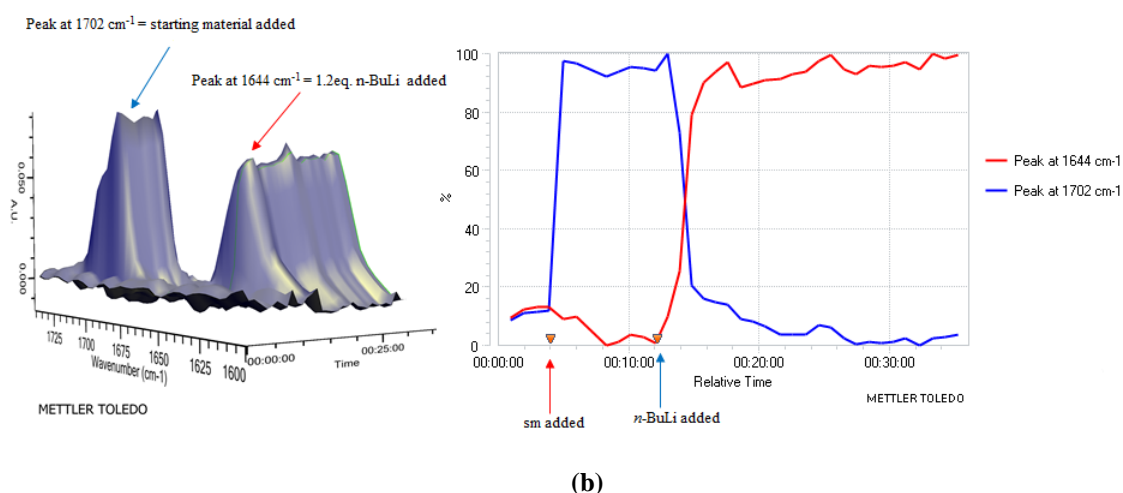 Peak at 1702 cm-1 = starting material added
Peak at 1644 cm-1 = 1.2eq. n-BuLi added
0.050 A.U.
0.000
1725 1700 1675 1650 1625 1600
Wavenumber (cm-1)
00:00:00 00:25:00
Time
METTLER TOLEDO
100
80
60
%
40
20
0
00:00:00 00:10:00 00:20:00 00:30:00
Relative Time
METTLER TOLEDO
Peak at 1644 cm-1
Peak at 1702 cm-1
sm added
n-BuLi added
(b)